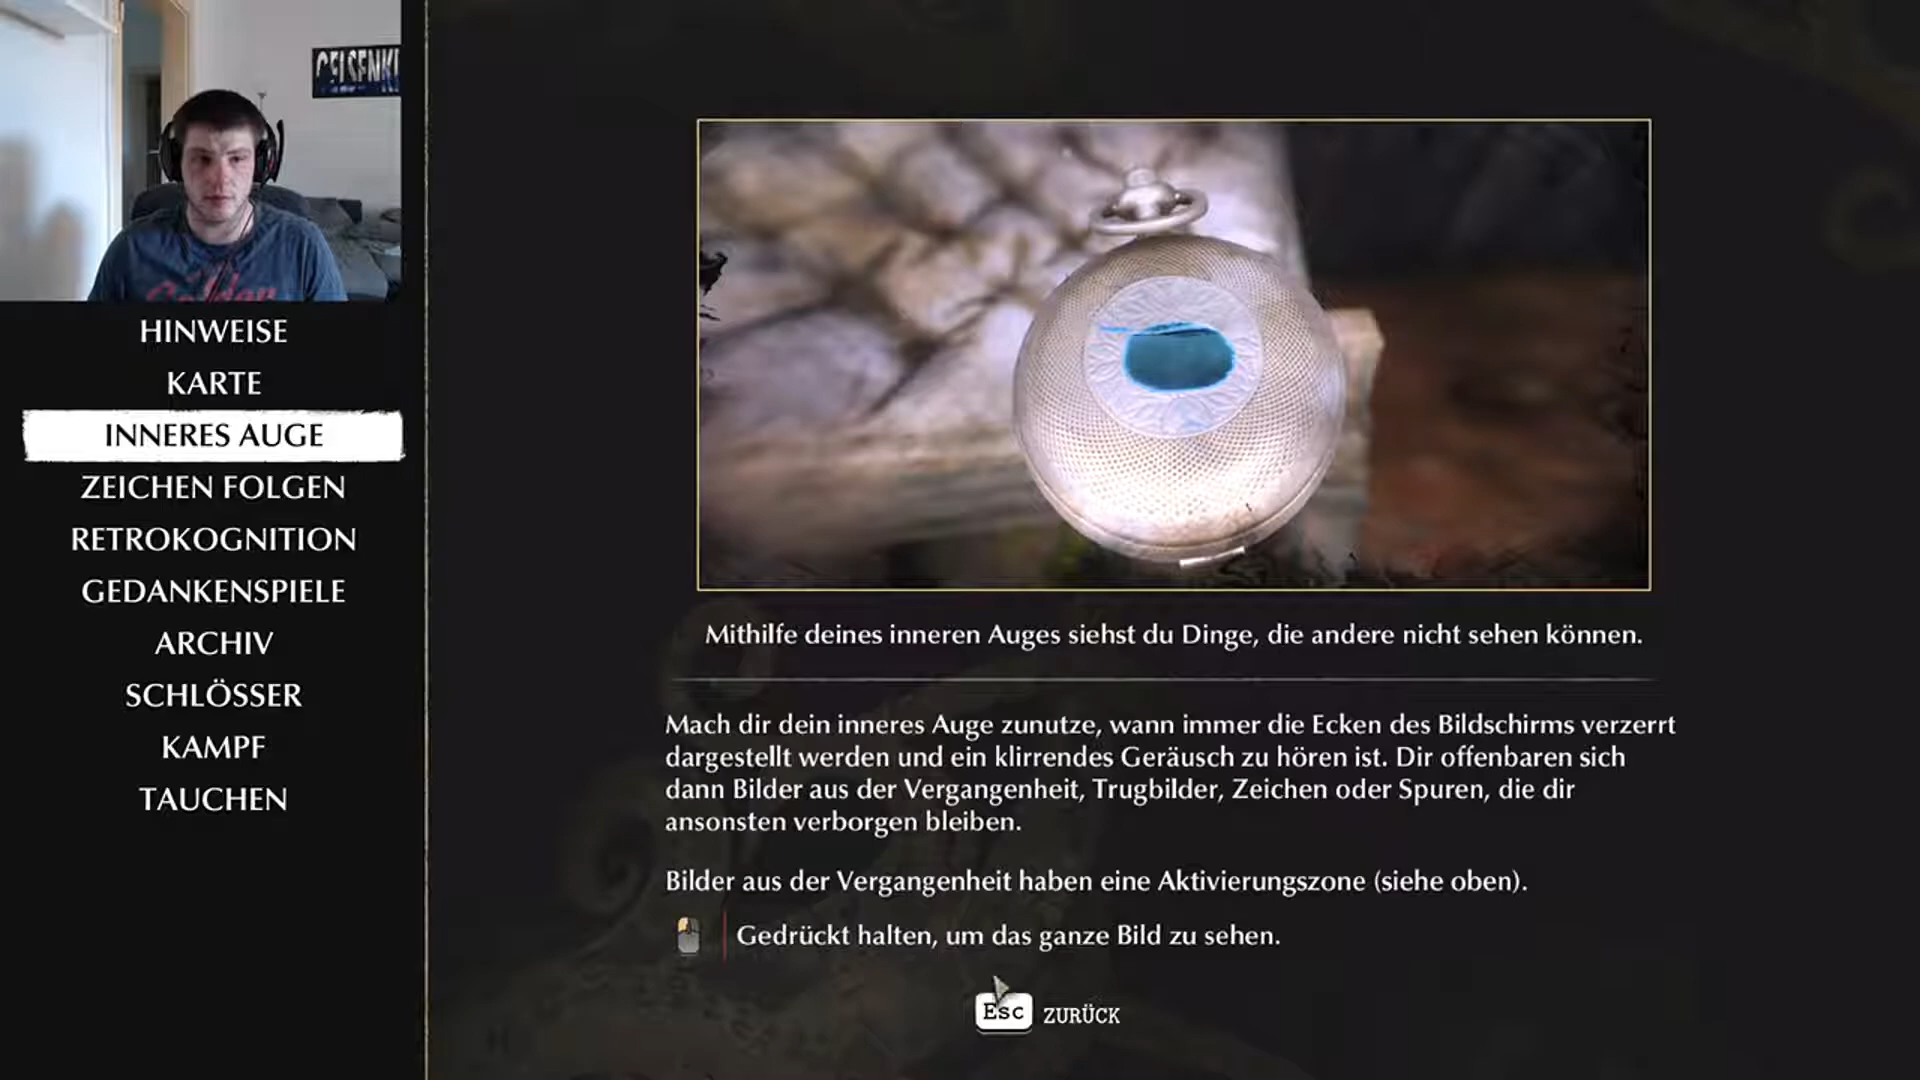 HINWEISE
KARTE
INNERES AUGE
ZEICHEN FOLGEN
RETROKOGNITION
GEDANKENSPIELE
ARCHIV
SCHLÖSSER
KAMPF
TAUCHEN
Mithilfe deines inneren Auges siehst du Dinge, die andere nicht sehen können.
Mach dir dein inneres Auge zunutze, wann immer die Ecken des Bildschirms verzerrt
dargestellt werden und ein klirrendes Geräusch zu hören ist. Dir offenbaren sich
dann Bilder aus der Vergangenheit, Trugbilder, Zeichen oder Spuren, die dir
ansonsten verborgen bleiben.
Bilder aus der Vergangenheit haben eine Aktivierungszone (siehe oben).
Gedrückt halten, um das ganze Bild zu sehen.
Esc ZURÜCK